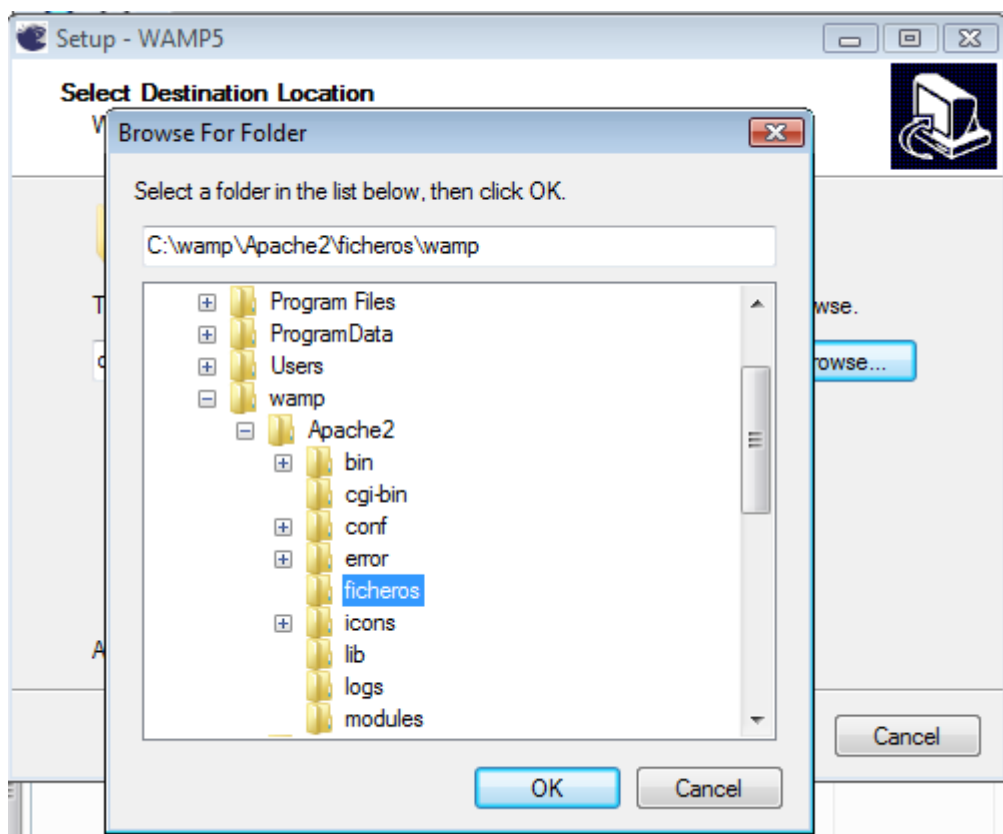 Setup - WAMP5
Select Destination Location
W
Browse For Folder
Select a folder in the list below, then click OK.
C:\wamp\Apache2\ficheros\wamp
T
wse.
Program Files
ProgramData
Users
owse...
wamp
Apache2
bin
cgi-bin
conf
error
ficheros
icons
lib
A
logs
modules
Cancel
OK
Cancel